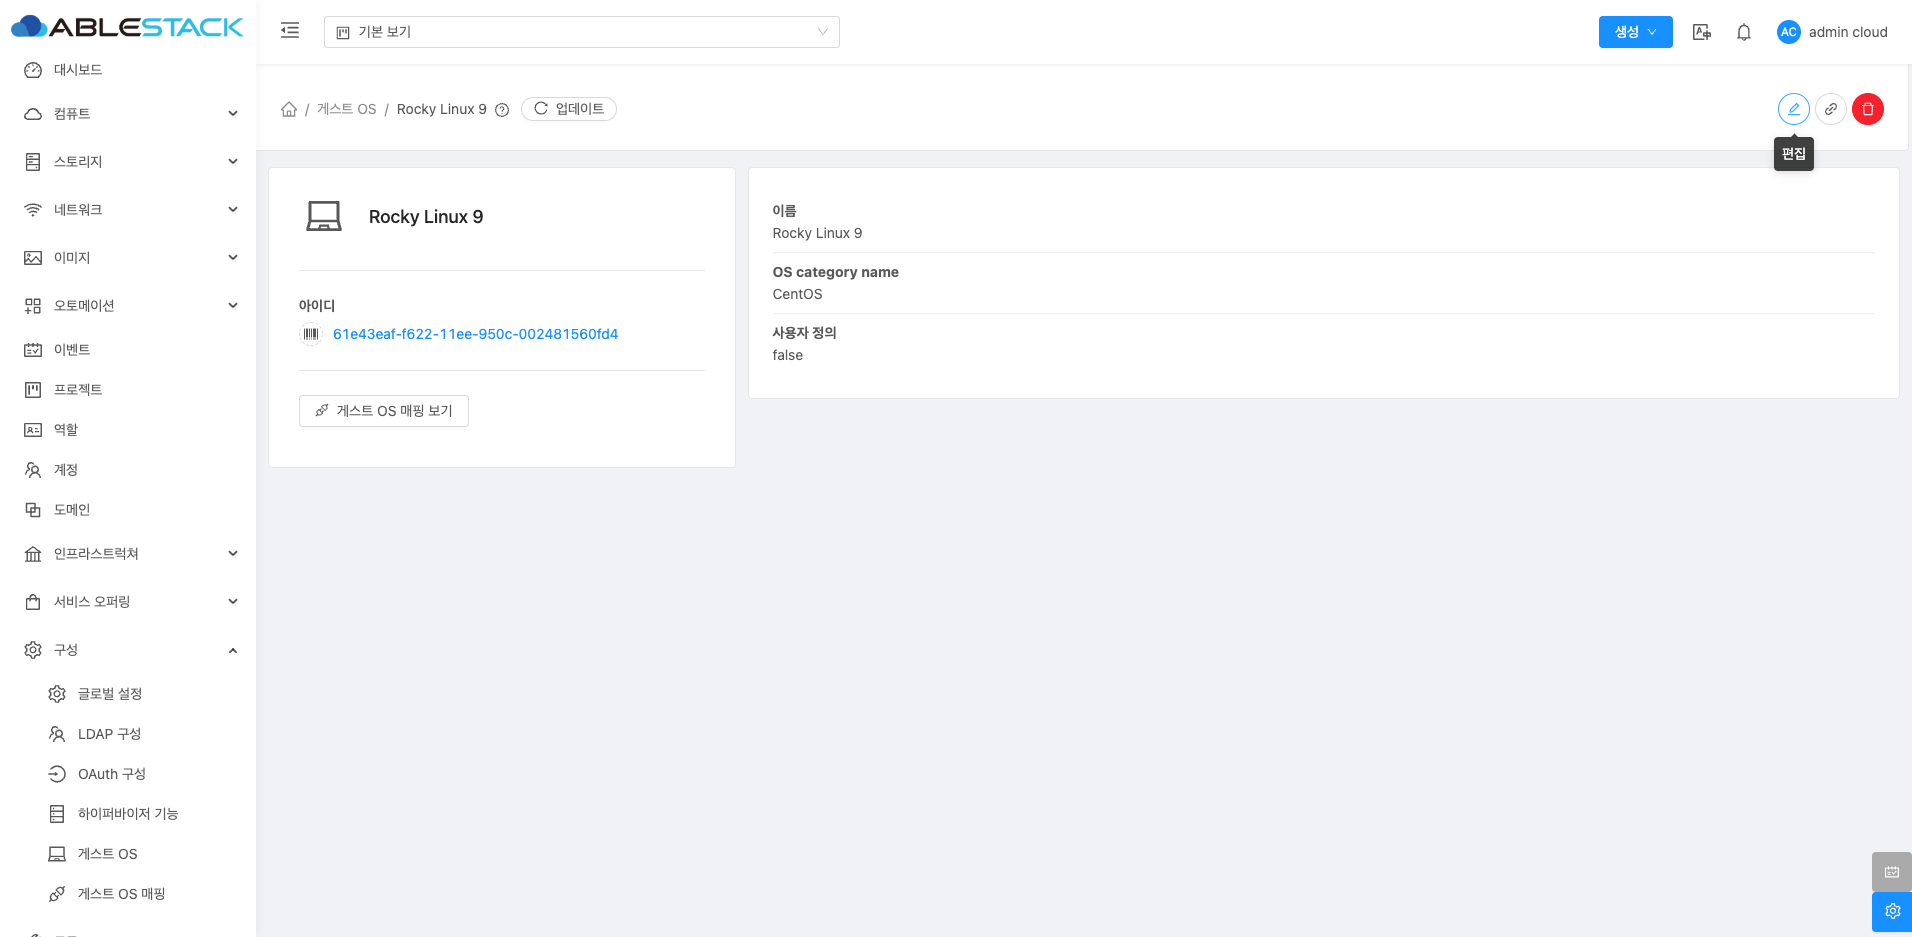 ABLESTACK
기본 보기
생성
AC
admin cloud
대시보드
컴퓨트
스토리지
네트워크
이미지
오토메이션
이벤트
프로젝트
역할
계정
도메인
인프라스트럭쳐
서비스 오퍼링
구성
글로벌 설정
LDAP 구성
OAuth 구성
하이퍼바이저 기능
게스트 OS
게스트 OS 매핑
/ 게스트 OS / Rocky Linux 9
업데이트
편집
Rocky Linux 9
아이디
61e43eaf-f622-11ee-950c-002481560fd4
게스트 OS 매핑 보기
이름
Rocky Linux 9
OS category name
CentOS
사용자 정의
false